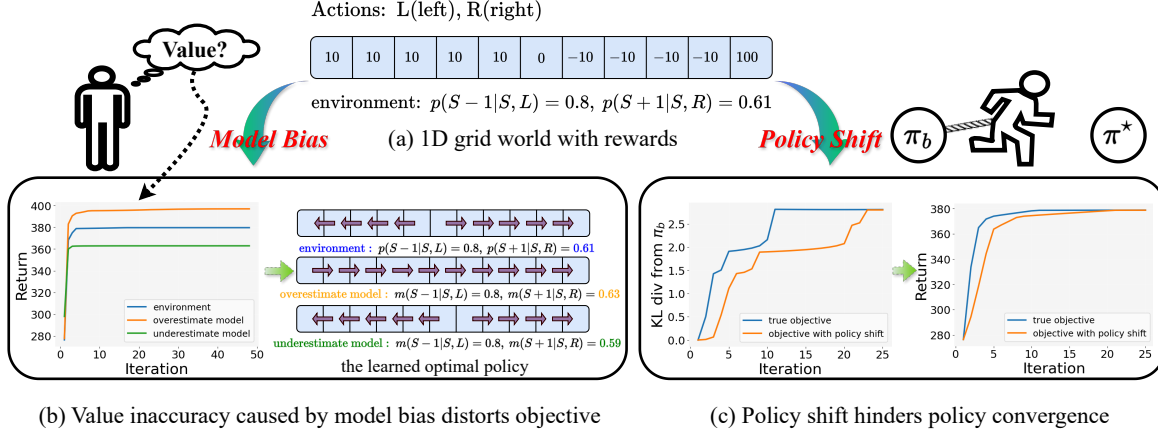 Actions: L(left), R(right)
Value?
10 10 10 10 10 0 −10 −10 −10 −10 100
environment: p(S − 1|S, L) = 0.8, p(S + 1|S, R) = 0.61
Model Bias
(a) 1D grid world with rewards
Policy Shift
π_b
π⋆
Return
400
380
360
340
320
300
280
environment
overestimate model
underestimate model
0 10 20 30 40 50
Iteration
environment : p(S − 1|S, L) = 0.8, p(S + 1|S, R) = 0.61
overestimate model : m(S − 1|S, L) = 0.8, m(S + 1|S, R) = 0.63
underestimate model : m(S − 1|S, L) = 0.8, m(S + 1|S, R) = 0.59
the learned optimal policy
KL div from π_b
2.5
2.0
1.5
1.0
0.5
0.0
true objective
objective with policy shift
0 5 10 15 20 25
Iteration
Return
380
360
340
320
300
280
true objective
objective with policy shift
0 5 10 15 20 25
Iteration
(b) Value inaccuracy caused by model bias distorts objective
(c) Policy shift hinders policy convergence